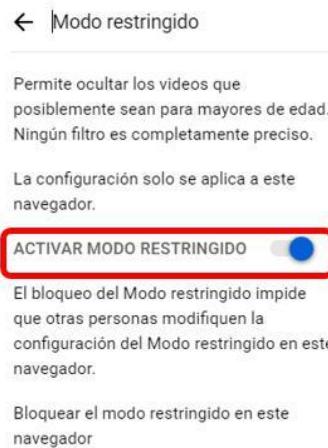 Modo restringido
Permite ocultar los videos que
posiblemente sean para mayores de edad.
Ningún filtro es completamente preciso.
La configuración solo se aplica a este
navegador.
ACTIVAR MODO RESTRINGIDO
El bloqueo del Modo restringido impide
que otras personas modifiquen la
configuración del Modo restringido en este
navegador.
Bloquear el modo restringido en este
navegador